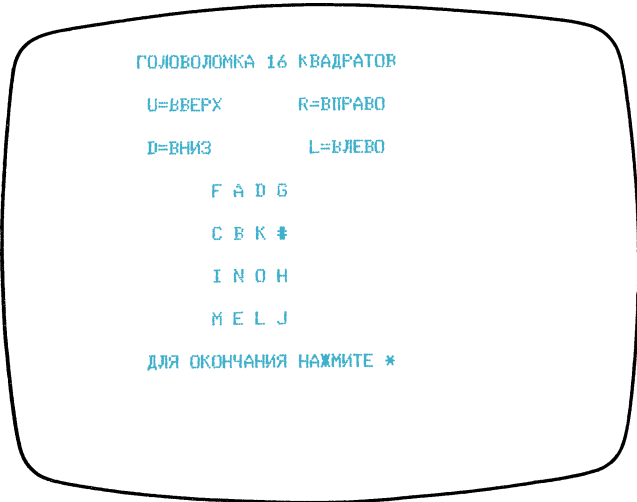 ГОЛОВОЛОМКА 16 КВАДРАТОВ
U=ВВЕРХ R=ВПРАВО
D=ВНИЗ L=ВЛЕВО
F A D G
C B K #
I N O H
M E L J
ДЛЯ ОКОНЧАНИЯ НАЖМИТЕ *